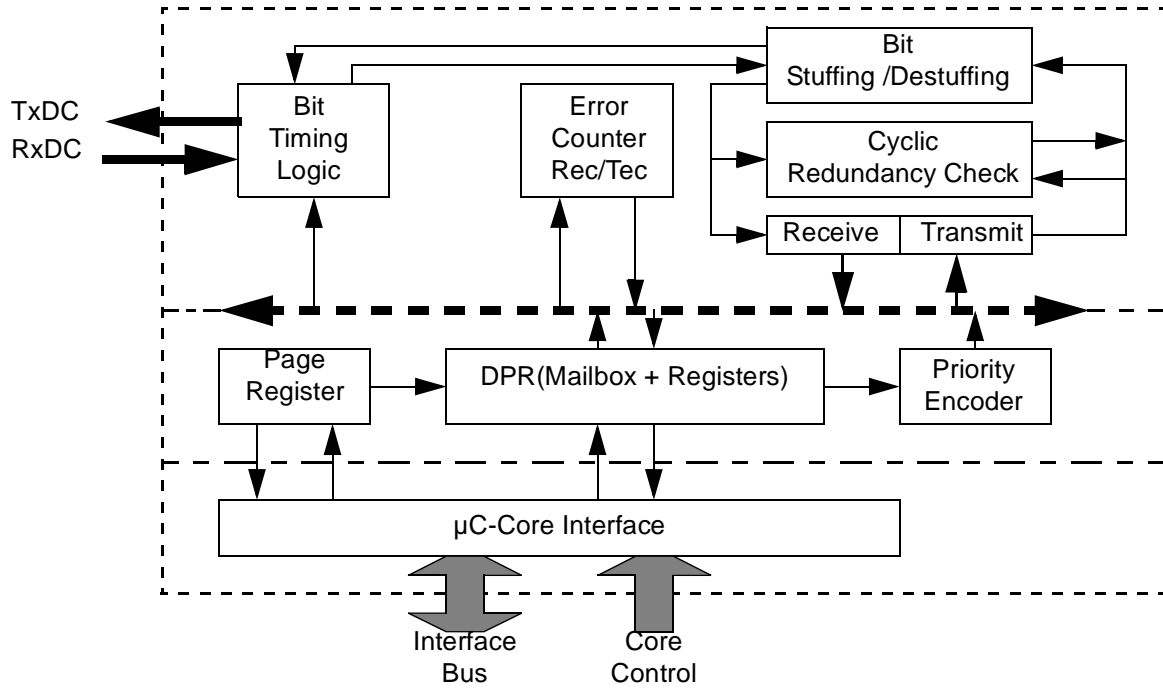 Bit
Stuffing /Destuffing
TxDC
RxDC
Bit
Timing
Logic
Error
Counter
Rec/Tec
Cyclic
Redundancy Check
Receive
Transmit
Page
Register
DPR(Mailbox + Registers)
Priority
Encoder
µC-Core Interface
Interface
Bus
Core
Control